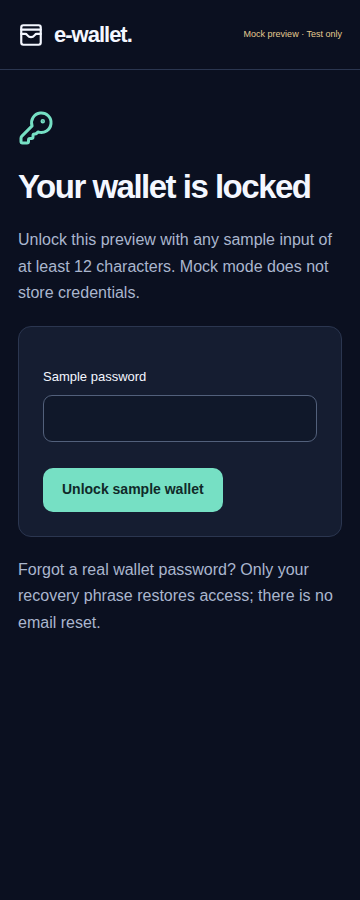 e-wallet.
Mock preview · Test only
Your wallet is locked
Unlock this preview with any sample input of
at least 12 characters. Mock mode does not
store credentials.
Sample password
Unlock sample wallet
Forgot a real wallet password? Only your
recovery phrase restores access; there is no
email reset.